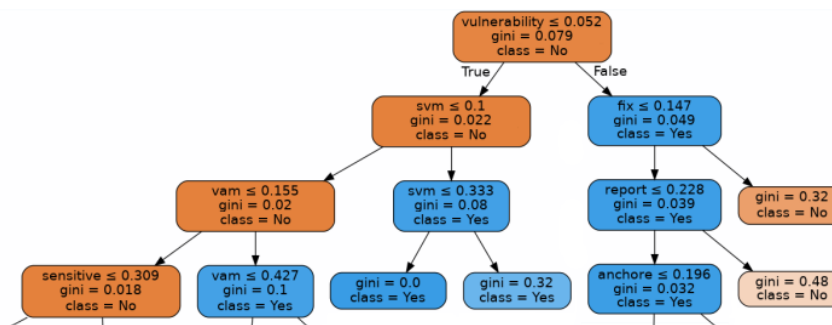 vulnerability ≤ 0.052
gini = 0.079
class = No
True
False
svm ≤ 0.1
gini = 0.022
class = No
fix ≤ 0.147
gini = 0.049
class = Yes
vam ≤ 0.155
gini = 0.02
class = No
svm ≤ 0.333
gini = 0.08
class = Yes
report ≤ 0.228
gini = 0.039
class = Yes
gini = 0.32
class = No
sensitive ≤ 0.309
gini = 0.018
class = No
vam ≤ 0.427
gini = 0.1
class = Yes
gini = 0.0
class = Yes
gini = 0.32
class = Yes
anchore ≤ 0.196
gini = 0.032
class = Yes
gini = 0.48
class = No